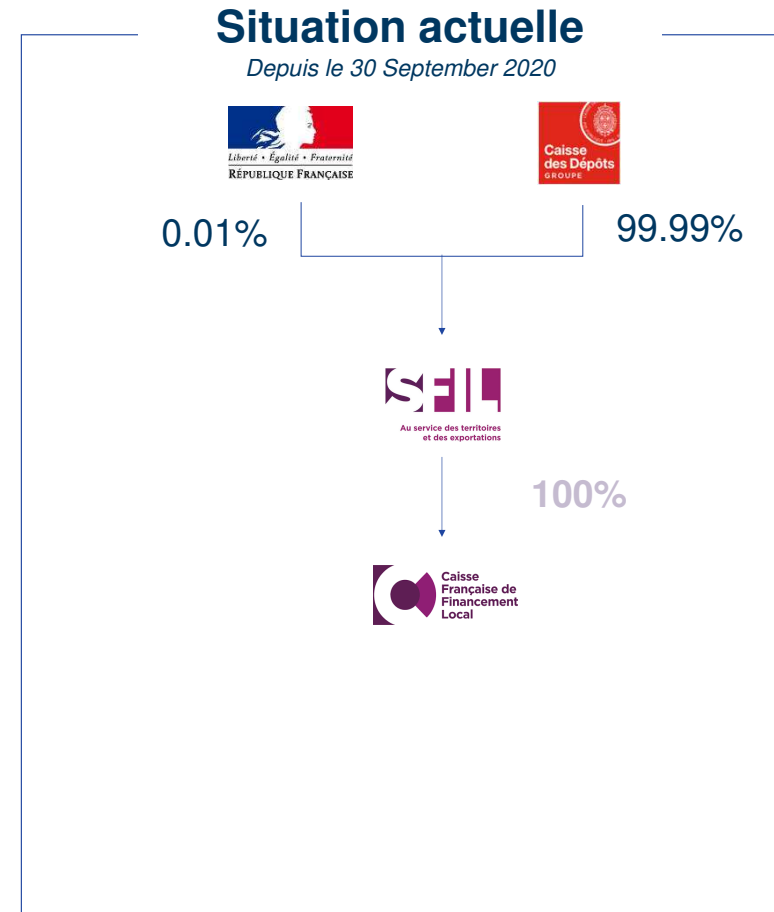 Situation actuelle
Depuis le 30 September 2020
Liberté • Égalité • Fraternité
RÉPUBLIQUE FRANÇAISE
Caisse
des Dépôts
GROUPE
0.01%
99.99%
SFIL
Au service des territoires
et des exportations
100%
Caisse
Française de
Financement
Local